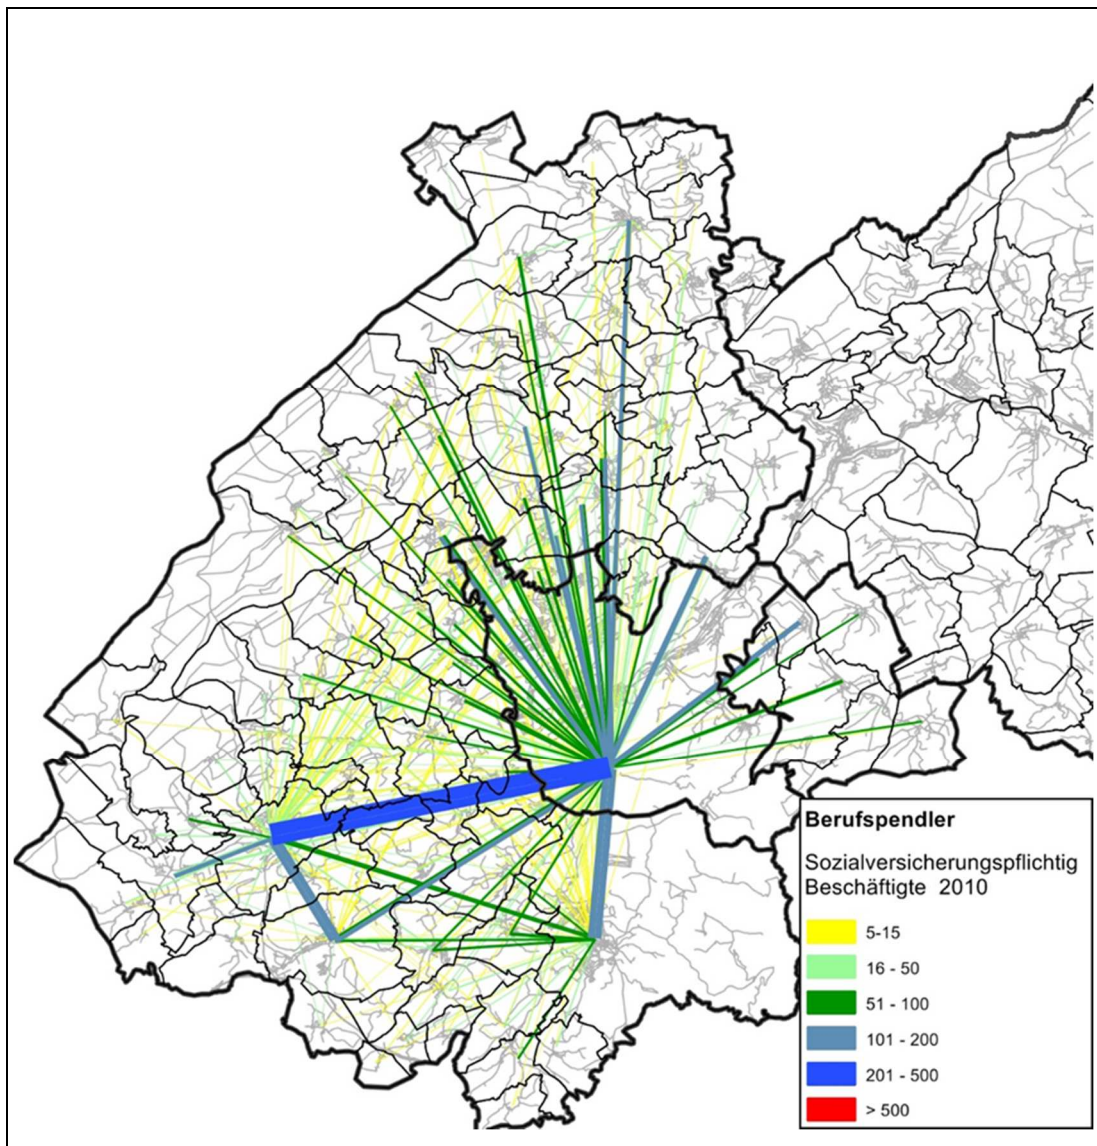 Berufspendler
Sozialversicherungspflichtig
Beschäftigte 2010
5-15
16 - 50
51 - 100
101 - 200
201 - 500
> 500